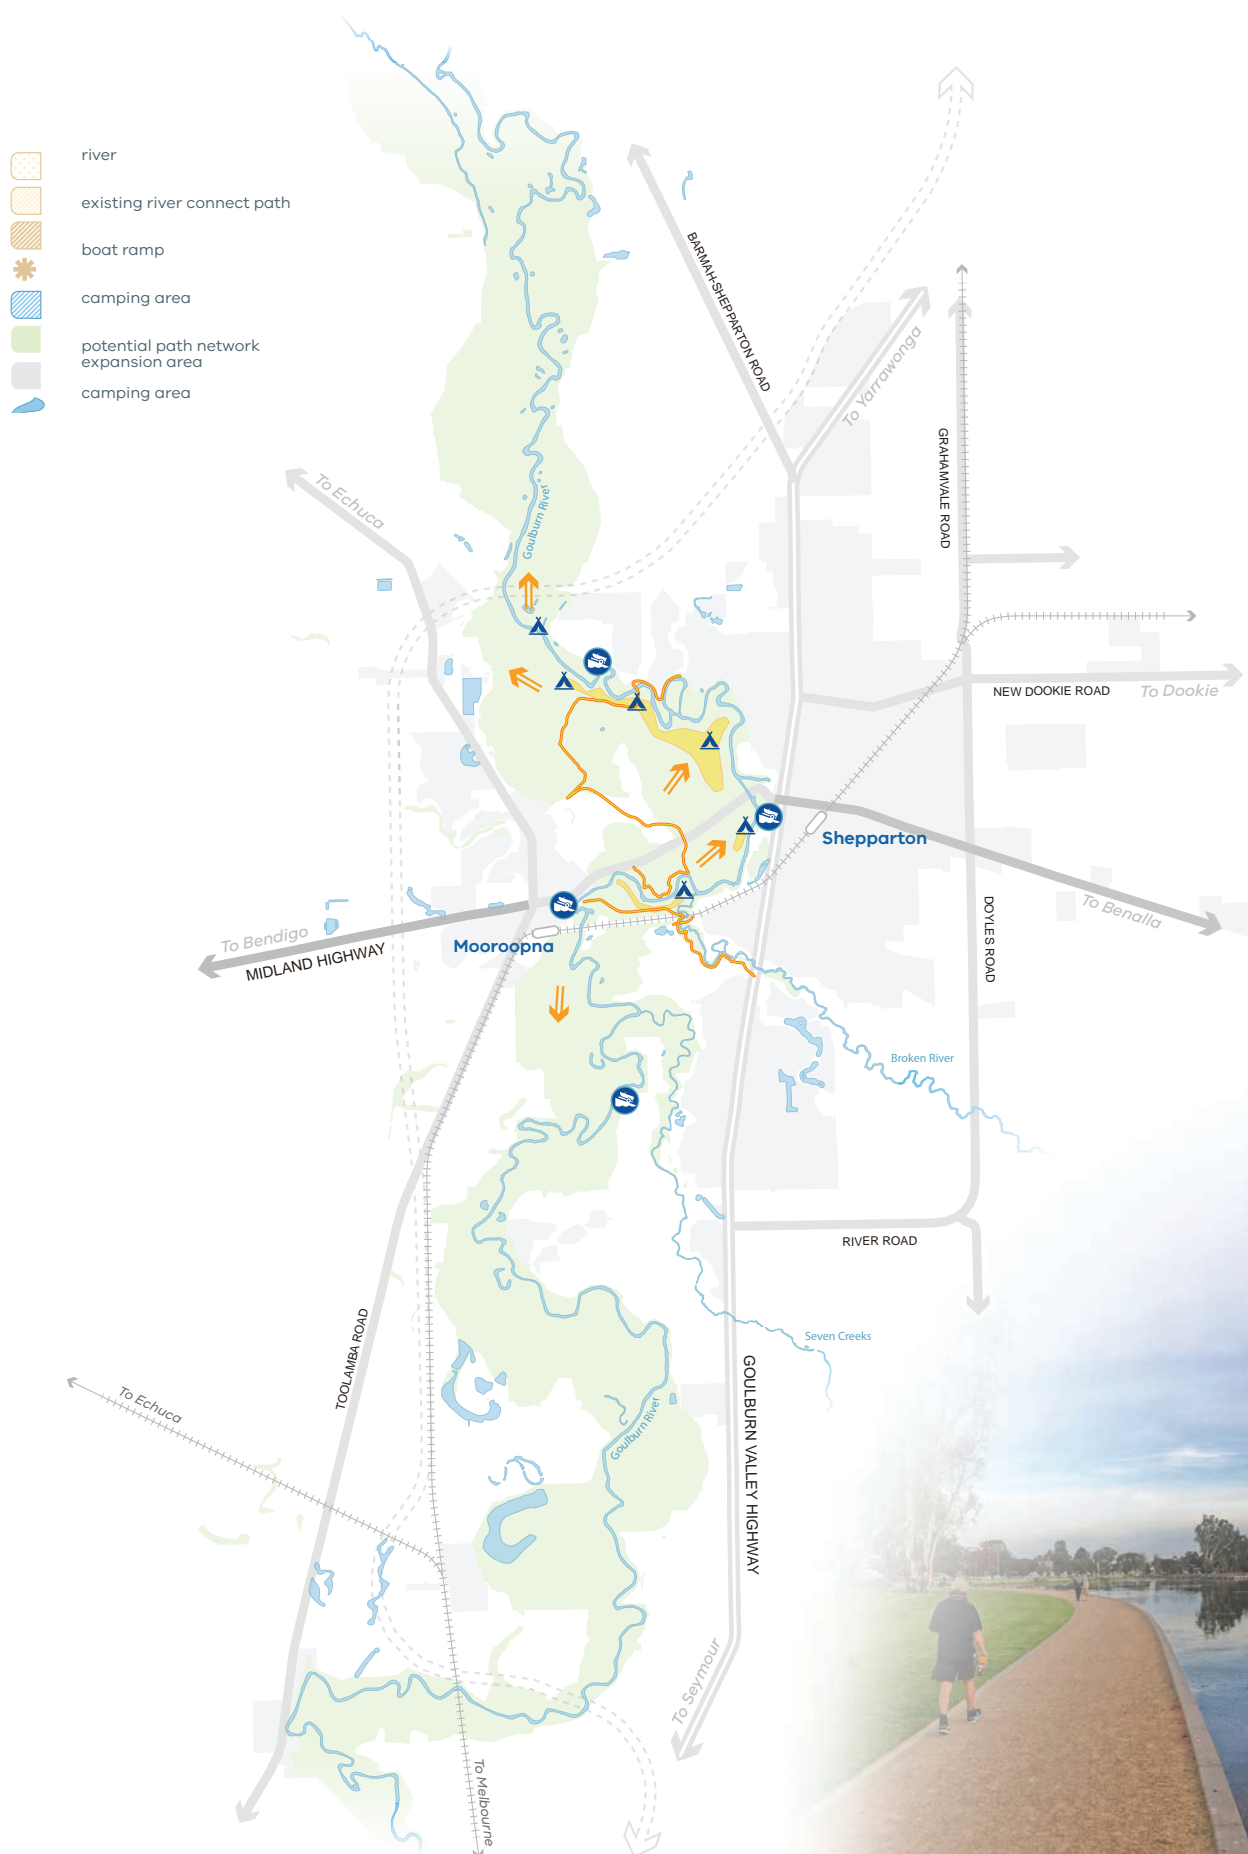 river
existing river connect path
boat ramp
camping area
potential path network
expansion area
camping area
BARMAH-SHEPPARTON ROAD
To Yarrawonga
GRAHAMVALE ROAD
To Echuca
Goulburn River
NEW DOOKIE ROAD
To Dookie
Shepparton
DOYLES ROAD
To Benalla
To Bendigo
MIDLAND HIGHWAY
Mooroopna
Broken River
RIVER ROAD
Seven Creeks
TOOLAMBA ROAD
To Echuca
Goulburn River
GOULBURN VALLEY HIGHWAY
To Seymour
To Melbourne